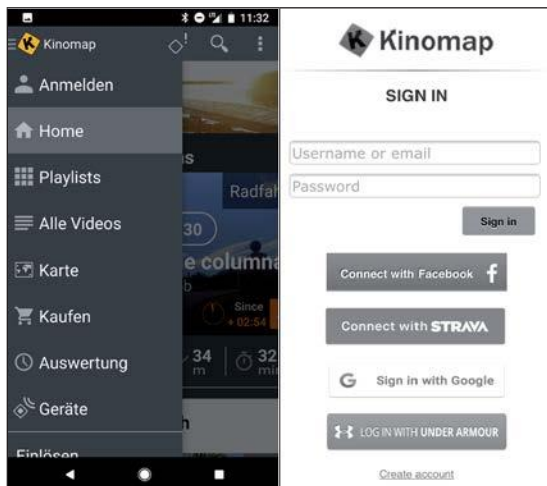 11:32
Kinomap
Anmelden
Home
Playlists
Radfah
Alle Videos
30
e columna
b
Karte
Since
+ 02:54
Kaufen
34
m
32
min
Auswertung
Geräte
h
Einlösen
Kinomap
SIGN IN
Username or email
Password
Sign in
Connect with Facebook f
Connect with STRAVA
G Sign in with Google
LOG IN WITH UNDER ARMOUR
Create account